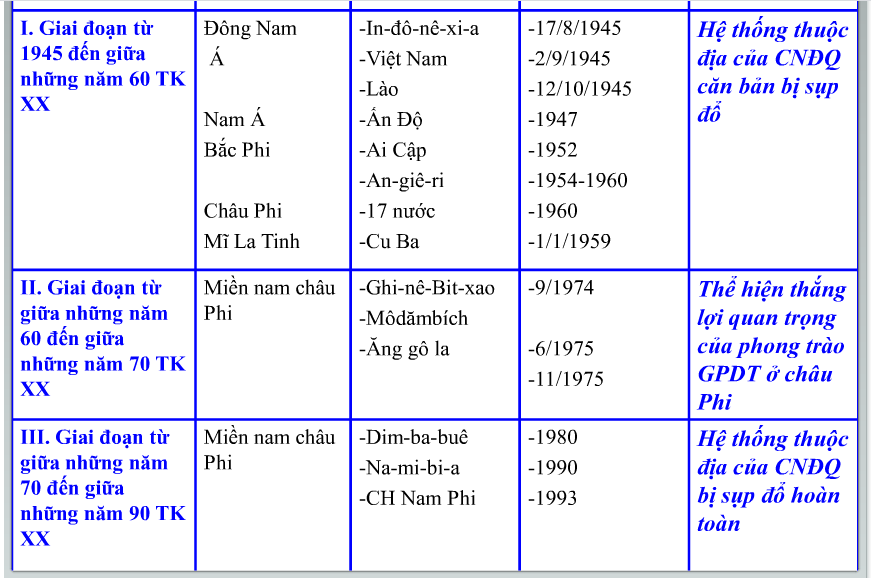 I. Giai đoạn từ
1945 đến giữa
những năm 60 TK
XX
Đông Nam
Á
Nam Á
Bắc Phi
Châu Phi
Mĩ La Tinh
-In-đô-nê-xi-a
-Việt Nam
-Lào
-Ấn Độ
-Ai Cập
-An-giê-ri
-17 nước
-Cu Ba
-17/8/1945
-2/9/1945
-12/10/1945
-1947
-1952
-1954-1960
-1960
-1/1/1959
Hệ thống thuộc
địa của CNĐQ
căn bản bị sụp
đổ
II. Giai đoạn từ
giữa những năm
60 đến giữa
những năm 70 TK
XX
Miền nam châu
Phi
-Ghi-nê-Bit-xao
-Môdămbích
-Ăng gô la
-9/1974
-6/1975
-11/1975
Thể hiện thắng
lợi quan trọng
của phong trào
GPDT ở châu
Phi
III. Giai đoạn từ
giữa những năm
70 đến giữa
những năm 90 TK
XX
Miền nam châu
Phi
-Dim-ba-buê
-Na-mi-bi-a
-CH Nam Phi
-1980
-1990
-1993
Hệ thống thuộc
địa của CNĐQ
bị sụp đổ hoàn
toàn